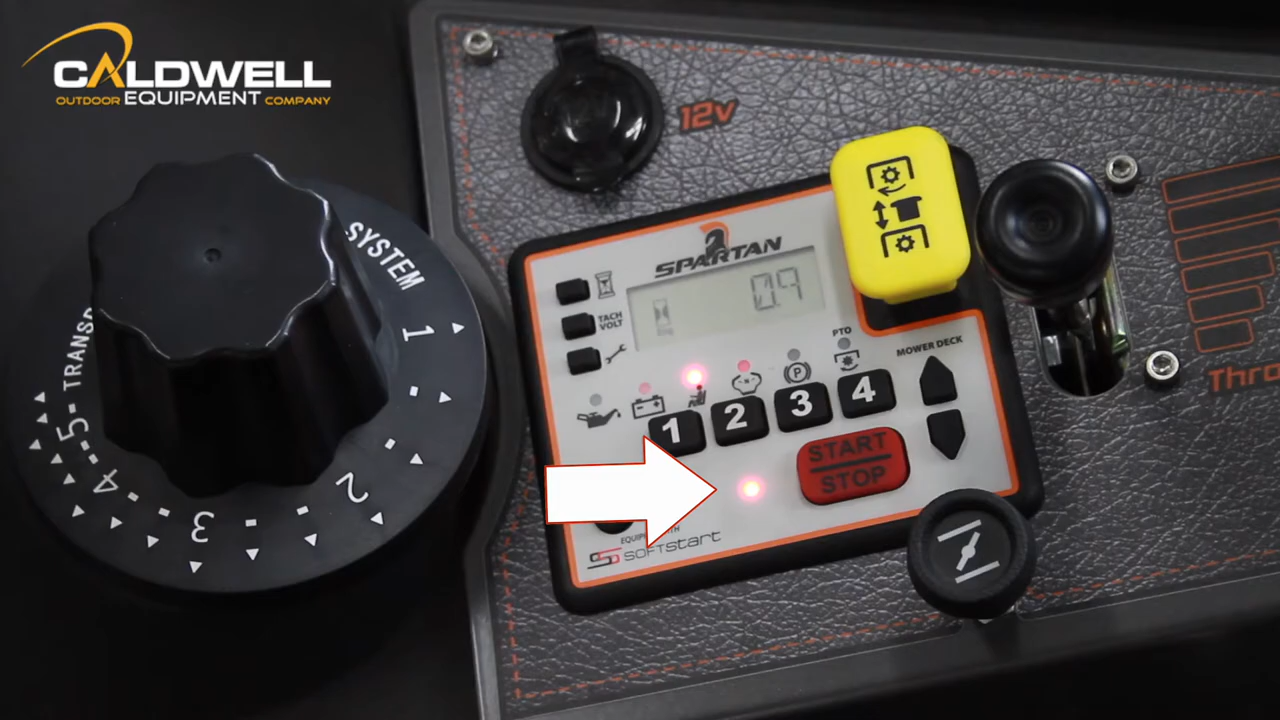 CALDWELL
OUTDOOR EQUIPMENT COMPANY
12v
SYSTEM
1
2
3
4
5
SPARTAN
0.9
TACH
VOLT
PTO
MOWER DECK
1
2
3
4
START
STOP
SOFTSTART